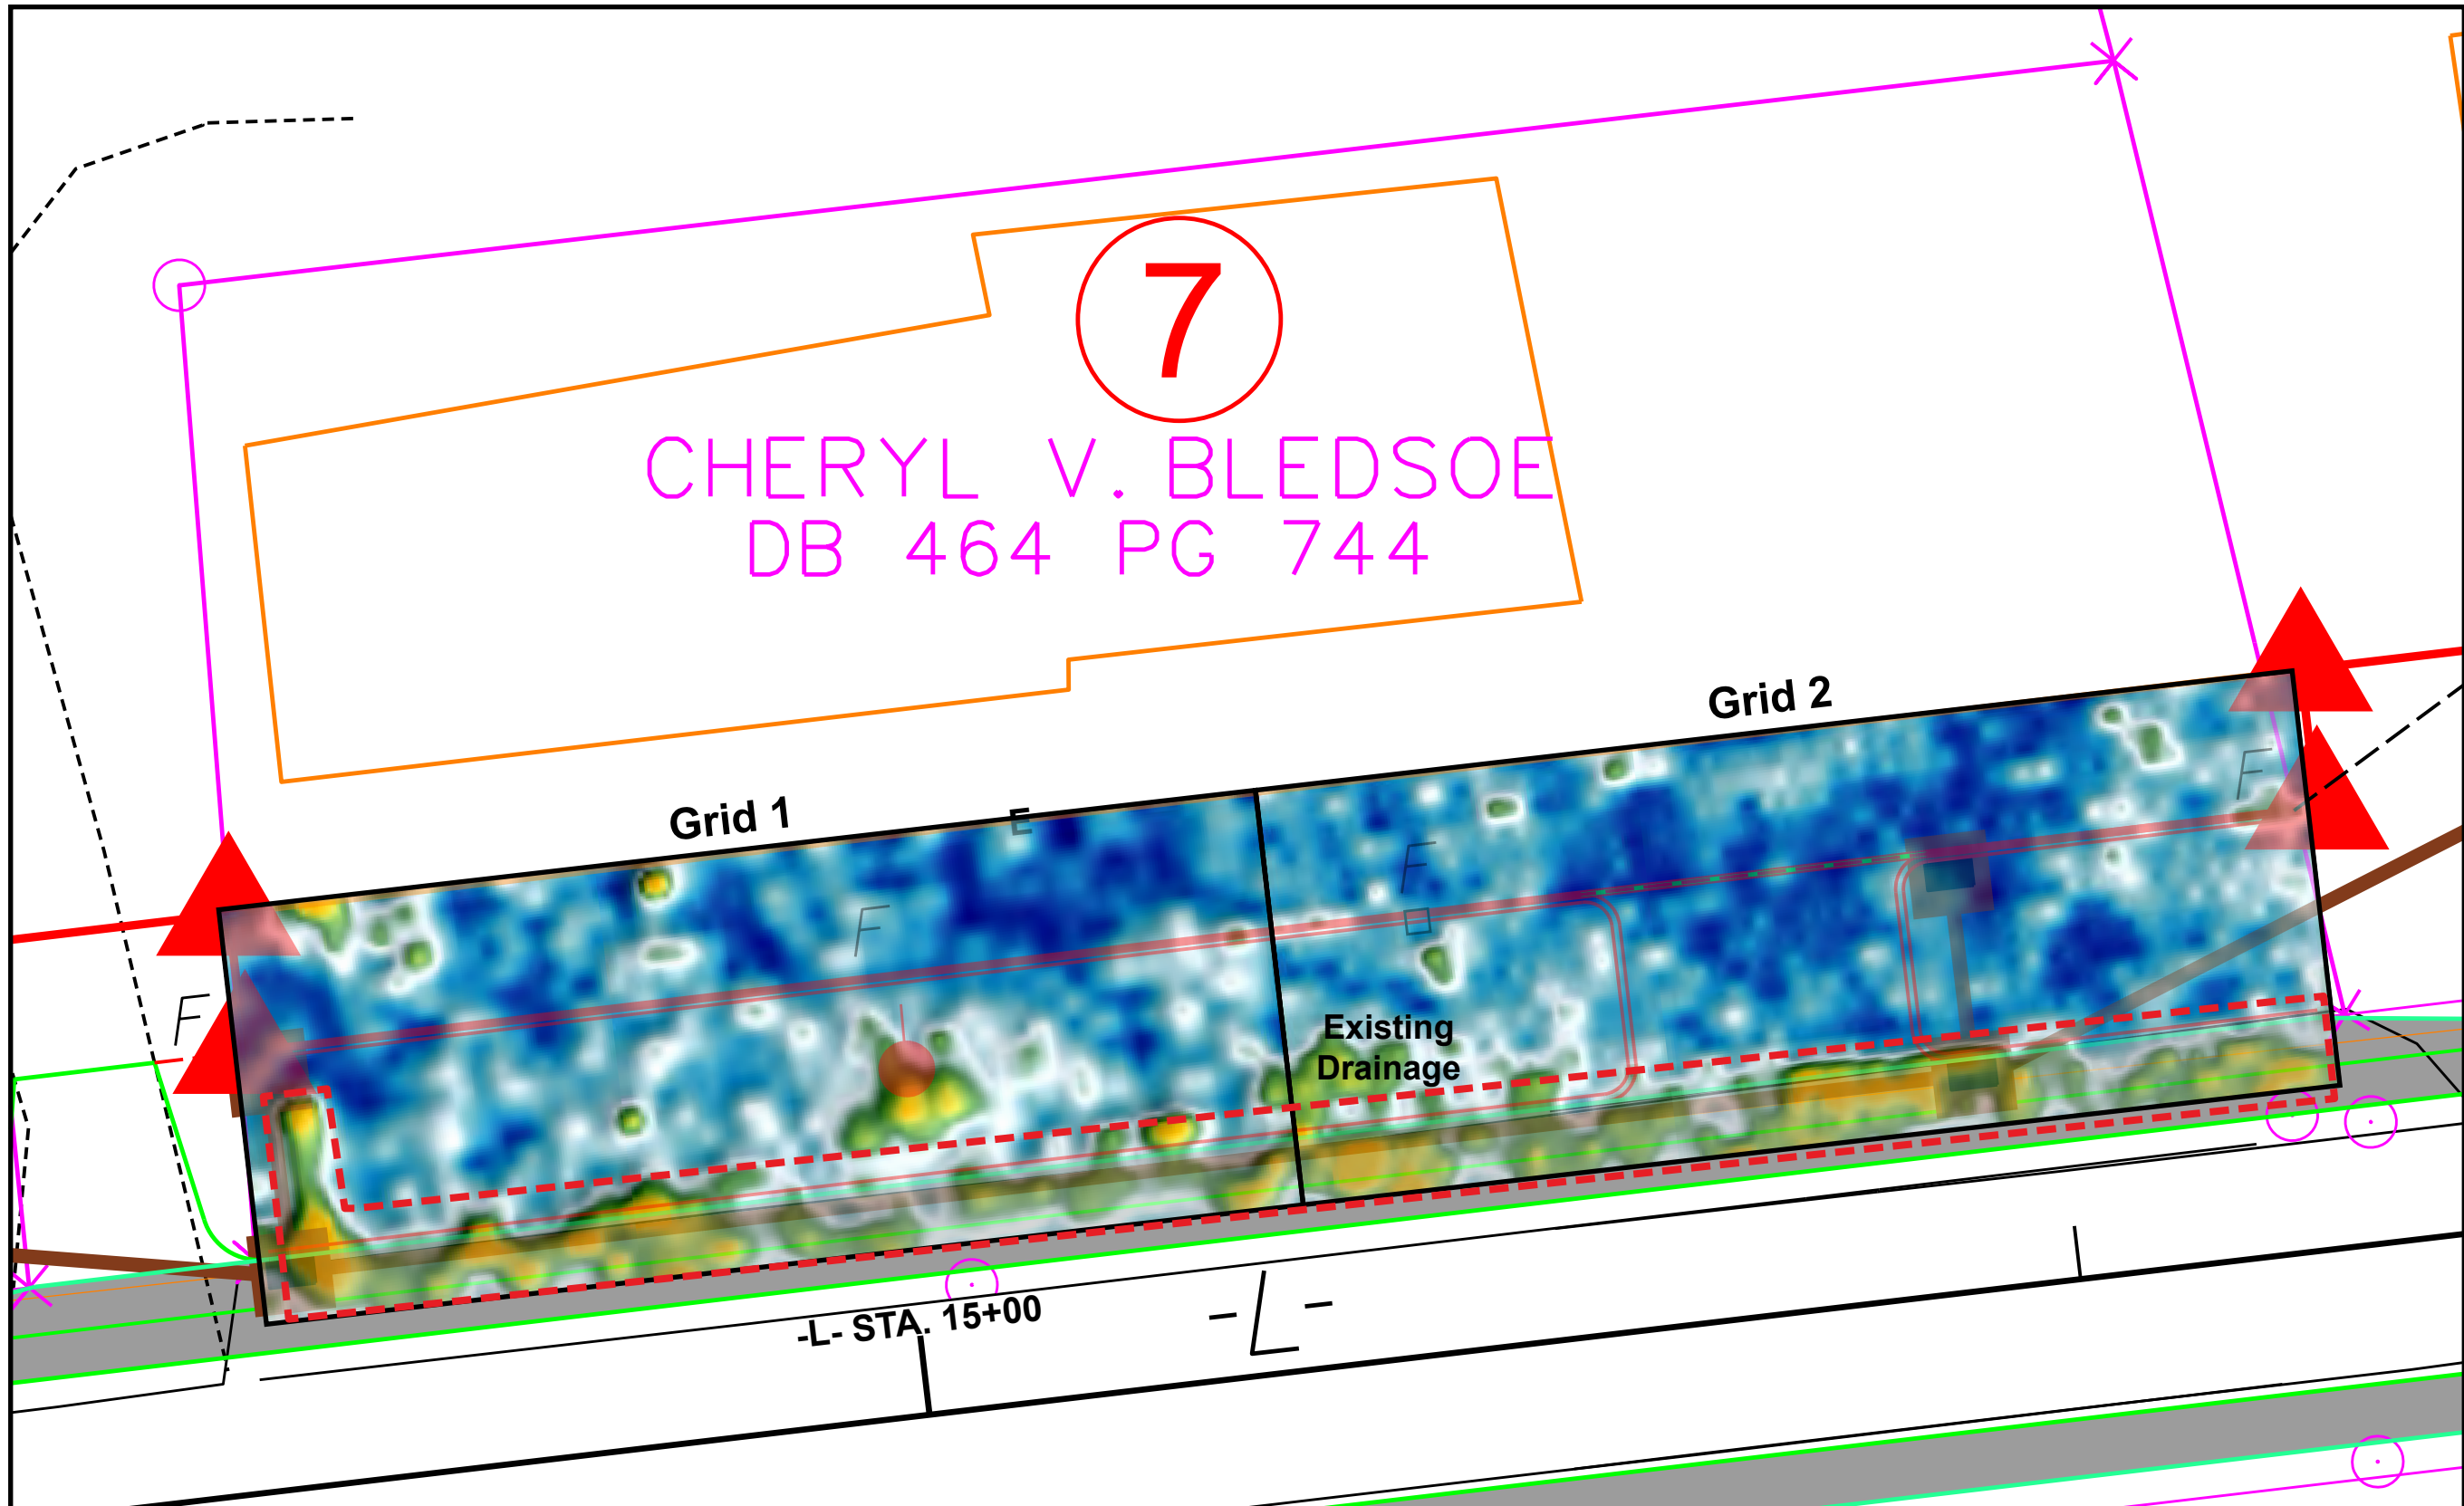 7
CHERYL V. BLEDSOE
DB 464 PG 744
Grid 2
Grid 1
E
F
F
F
F
Existing
Drainage
-L- STA. 15+00
-L-